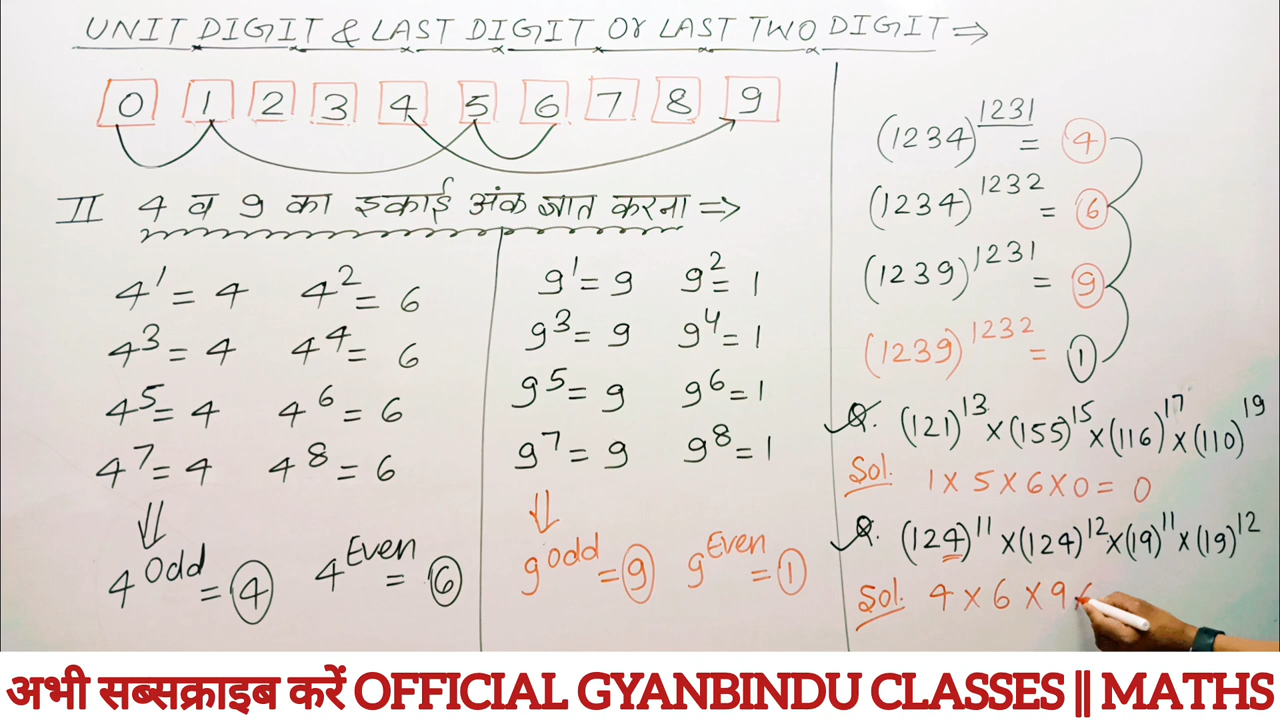 UNIT DIGIT & LAST DIGIT Or LAST TWO DIGIT ⇒
0 1 2 3 4 5 6 7 8 9
II 4 व 9 का इकाई अंक ज्ञात करना ⇒
4¹ = 4 4² = 6
4³ = 4 4⁴ = 6
4⁵ = 4 4⁶ = 6
4⁷ = 4 4⁸ = 6
⇓
4^Odd = 4 4^Even = 6
9¹ = 9 9² = 1
9³ = 9 9⁴ = 1
9⁵ = 9 9⁶ = 1
9⁷ = 9 9⁸ = 1
⇓
9^Odd = 9 9^Even = 1
(1234)^1231 = 4
(1234)^1232 = 6
(1239)^1231 = 9
(1239)^1232 = 1
Q. (121)^13 × (155)^15 × (116)^17 × (110)^19
Sol. 1 × 5 × 6 × 0 = 0
Q. (124)^11 × (124)^12 × (19)^11 × (19)^12
Sol. 4 × 6 × 9
अभी सब्सक्राइब करें OFFICIAL GYANBINDU CLASSES || MATHS